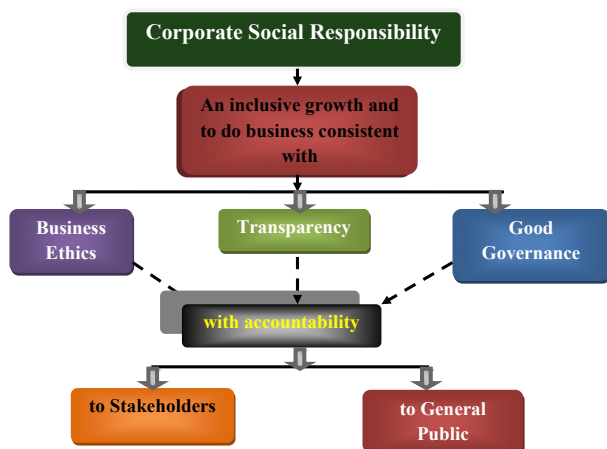 Corporate Social Responsibility
An inclusive growth and
to do business consistent
with
Business
Ethics
Transparency
Good
Governance
with accountability
to Stakeholders
to General
Public